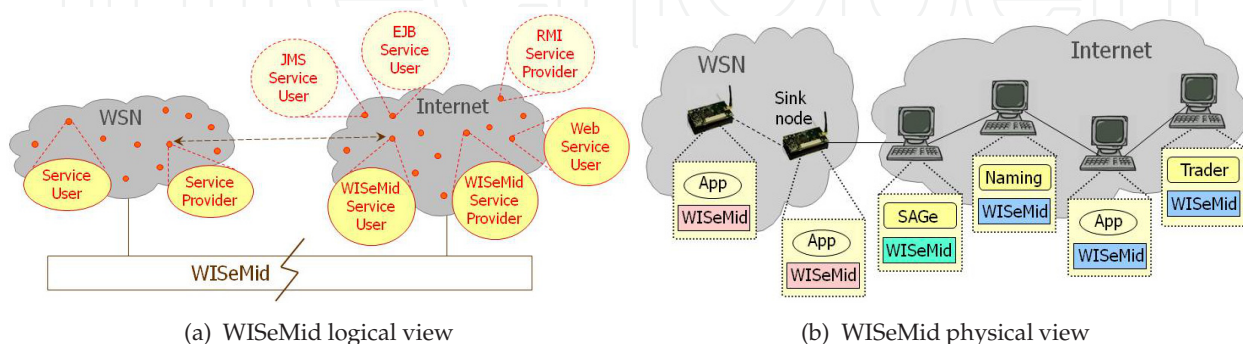 JMS
Service
User
EJB
Service
User
RMI
Service
Provider
WSN
Internet
Service
User
Service
Provider
WISeMid
Service
User
WISeMid
Service
Provider
Web
Service
User
WISeMid
(a) WISeMid logical view
WSN
Internet
Sink
node
App
WISeMid
App
WISeMid
SAGe
WISeMid
Naming
WISeMid
App
WISeMid
Trader
WISeMid
(b) WISeMid physical view